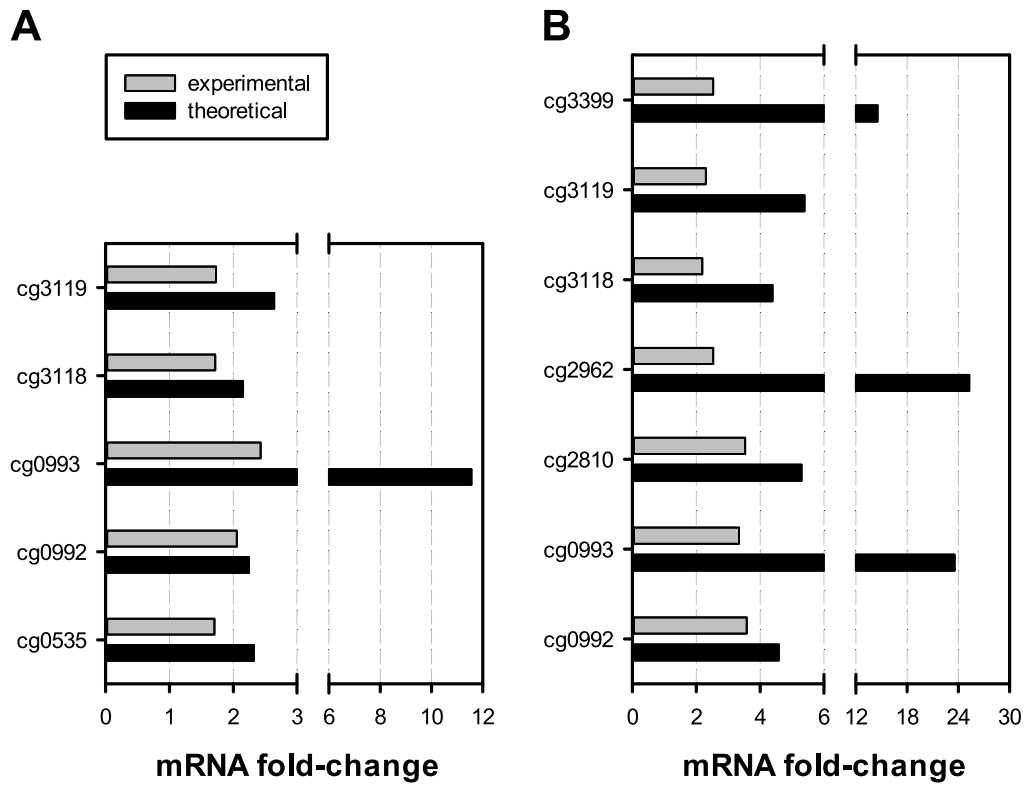 A
experimental
theoretical
cg3119
cg3118
cg0993
cg0992
cg0535
0 1 2 3 6 8 10 12
mRNA fold-change
B
cg3399
cg3119
cg3118
cg2962
cg2810
cg0993
cg0992
0 2 4 6 12 18 24 30
mRNA fold-change